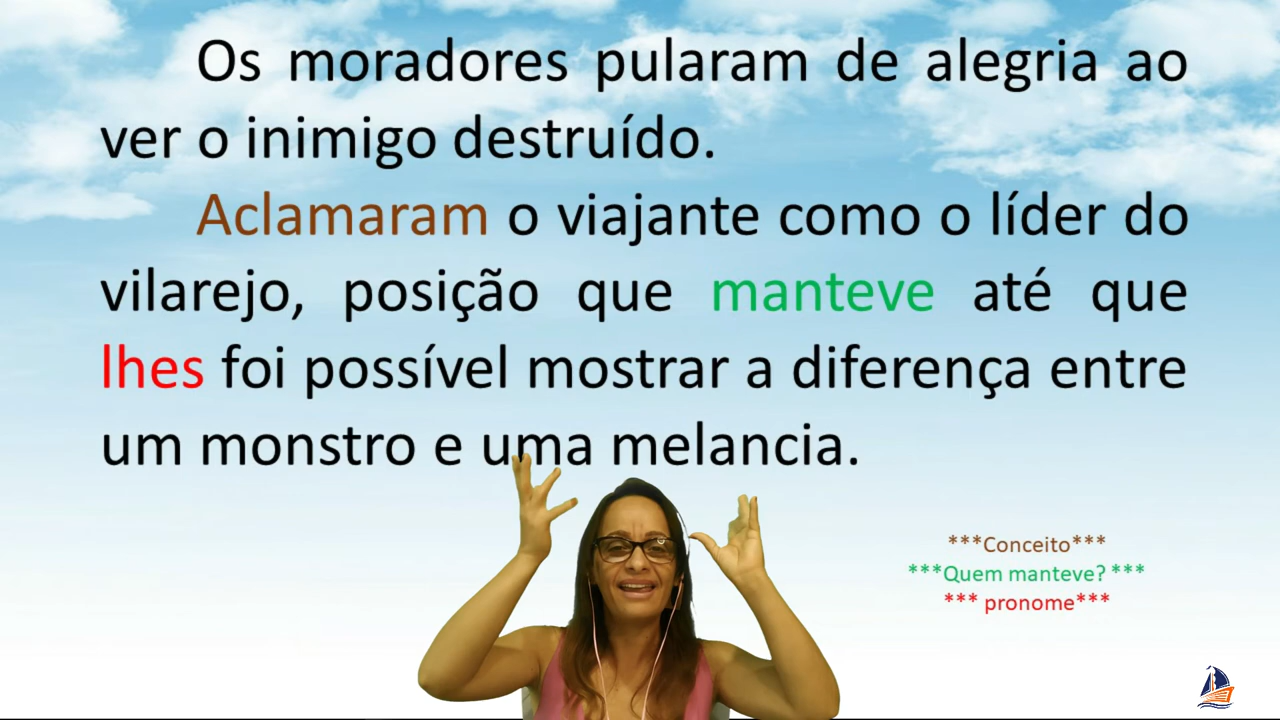 Os moradores pularam de alegria ao
ver o inimigo destruído.
Aclamaram o viajante como o líder do
vilarejo, posição que manteve até que
lhes foi possível mostrar a diferença entre
um monstro e uma melancia.
***Conceito***
***Quem manteve? ***
*** pronome***